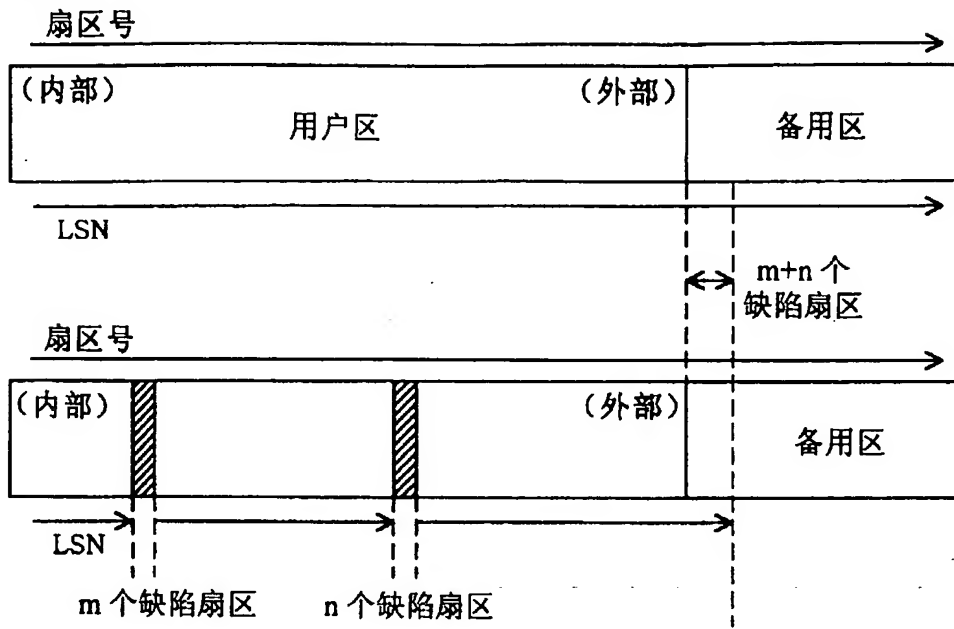 扇区号
（内部）
（外部）
用户区
备用区
LSN
m+n 个
缺陷扇区
扇区号
（内部）
（外部）
备用区
LSN
m 个缺陷扇区
n 个缺陷扇区